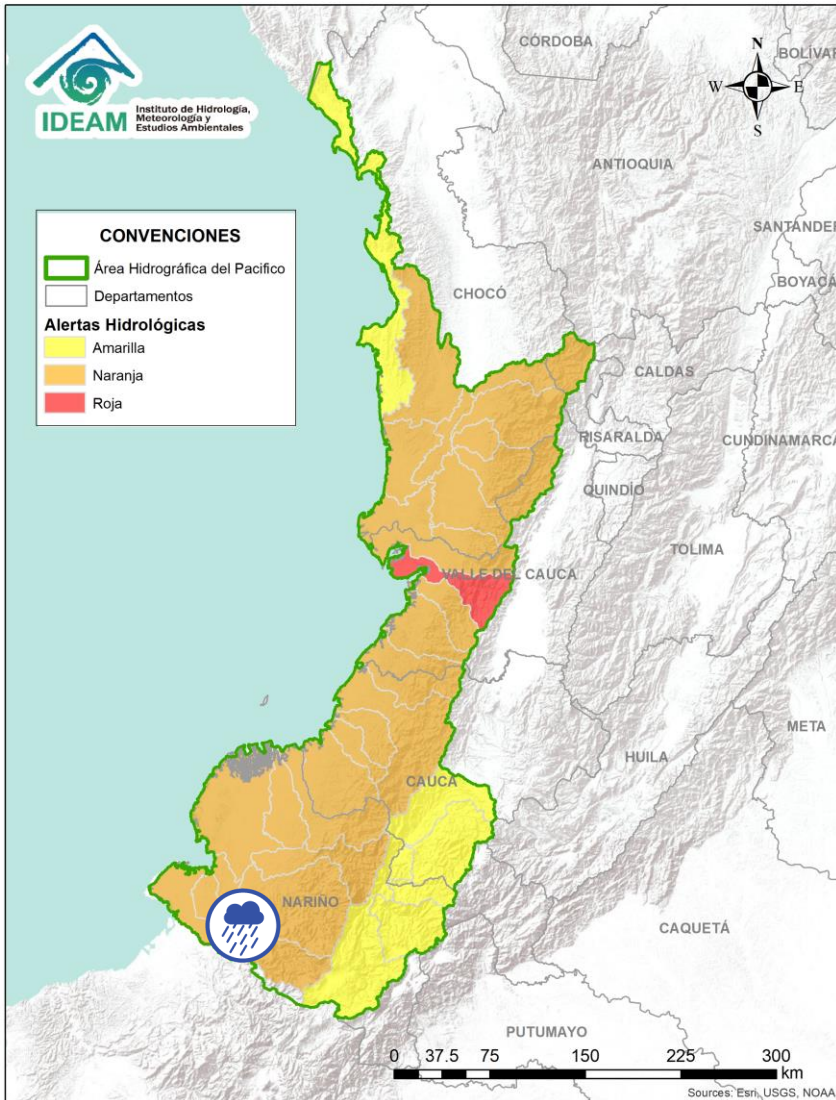 IDEAM
Instituto de Hidrología,
Meteorología y
Estudios Ambientales
CÓRDOBA
BOLÍVAR
N
W E
S
ANTIOQUIA
SANTANDER
BOYACÁ
CONVENCIONES
Área Hidrográfica del Pacifico
Departamentos
Alertas Hidrológicas
Amarilla
Naranja
Roja
CHOCÓ
CALDAS
RISARALDA
CUNDINAMARCA
QUINDÍO
TOLIMA
VALLE DEL CAUCA
META
HUILA
CAUCA
NARIÑO
CAQUETÁ
PUTUMAYO
0 37.5 75 150 225 300
km
Sources: Esri, USGS, NOAA